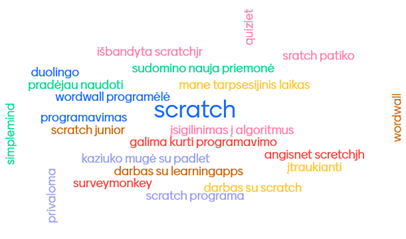 quizlet
išbandyta scratchjr
sratch patiko
duolingo
sudomino nauja priemonė
pradėjau naudoti
mane tarpsesijinis laikas
wordwall programėlė
scratch
wordwall
programavimas
simplemind
scratch junior
įsigilinimas į algoritmus
galima kurti programavimo
kaziuko mugė su padlet
angisnet scretchjh
darbas su learningapps
įtraukianti
surveymonkey
darbas su scratch
privaloma
scratch programa